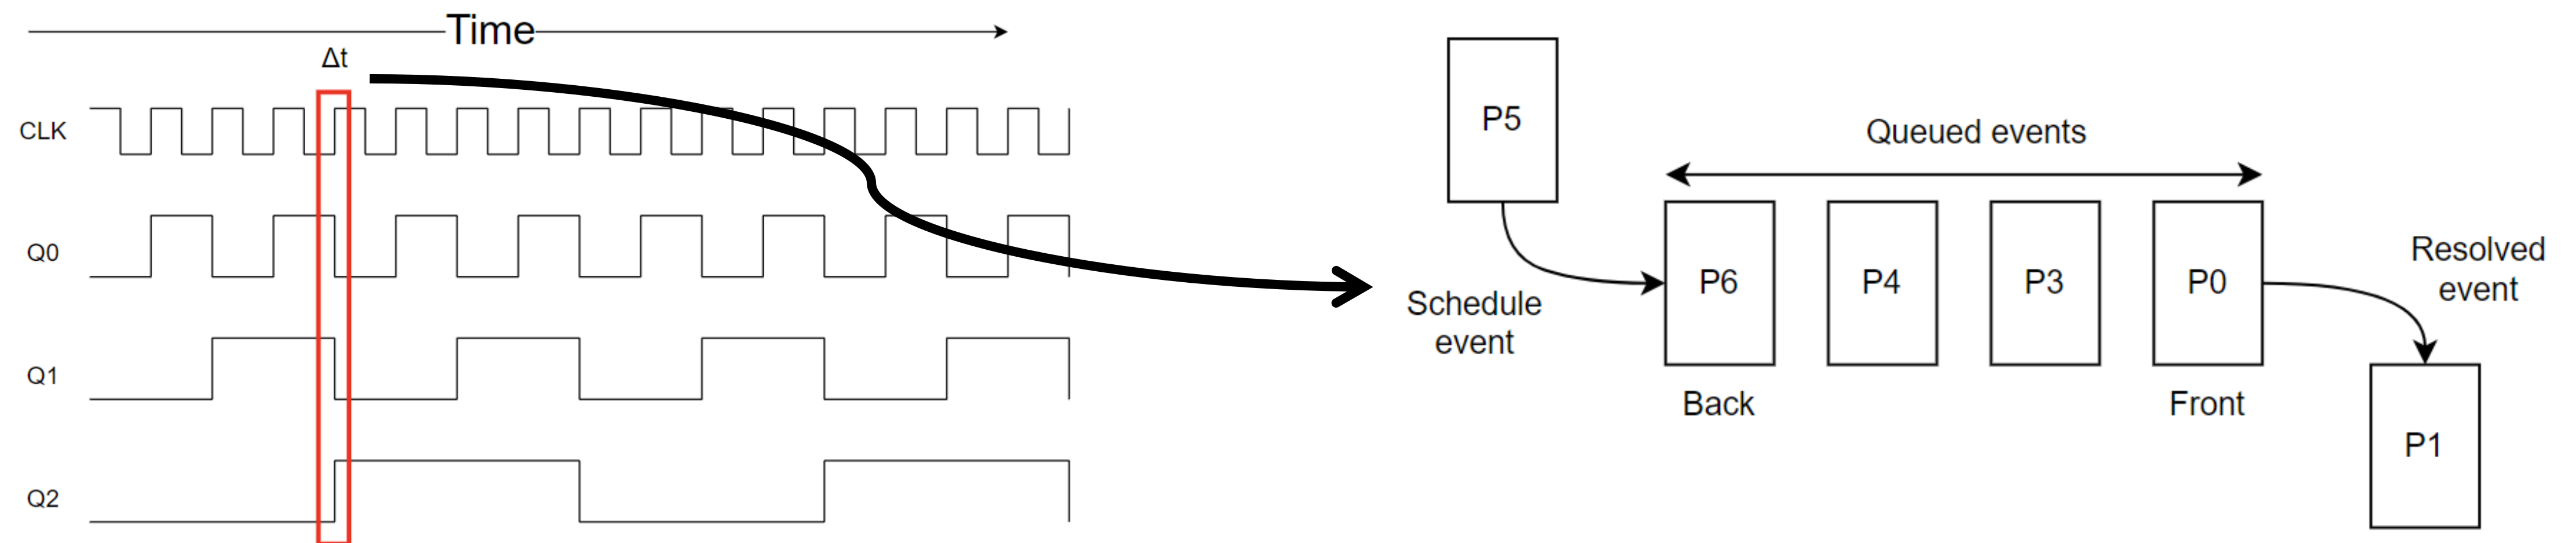 Time
Δt
CLK
Q0
Q1
Q2
P5
Queued events
P6
P4
P3
P0
Schedule
event
Resolved
event
Back
Front
P1